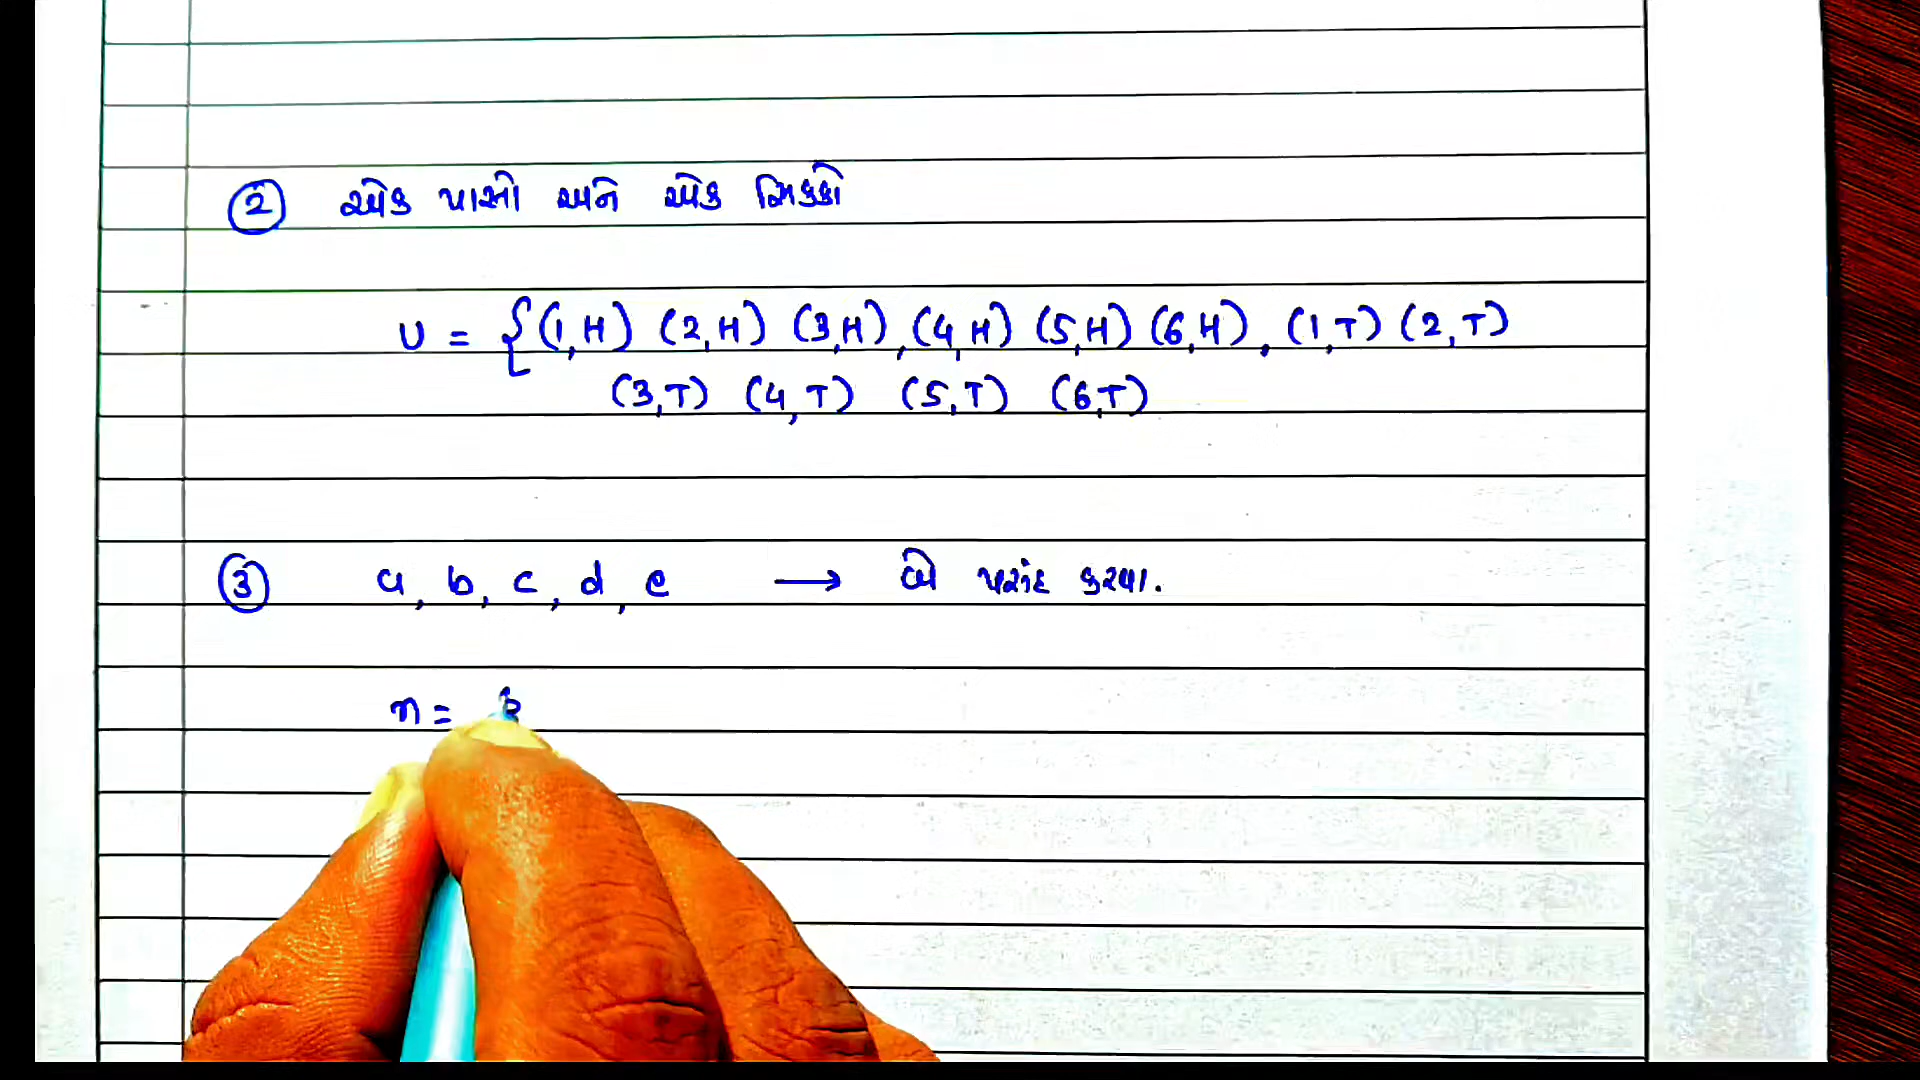 ② એક પાસો અને એક સિક્કો
U = {(1,H) (2,H) (3,H), (4,H) (5,H) (6,H), (1,T) (2,T)
(3,T) (4,T) (5,T) (6,T)
③ a, b, c, d, e → બે પસંદ કરવા.
n =